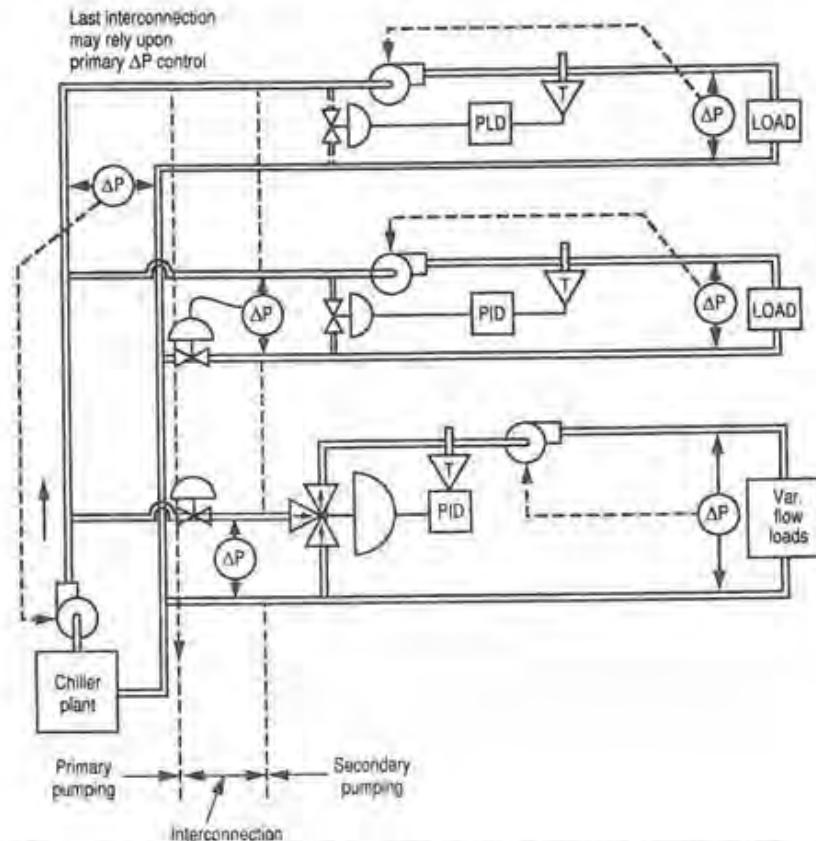 Last interconnection
may rely upon
primary ΔP control
T
PLD
ΔP
LOAD
ΔP
T
ΔP
PID
ΔP
LOAD
T
PID
ΔP
ΔP
Var.
flow
loads
Chiller
plant
Primary
pumping
Secondary
pumping
Interconnection